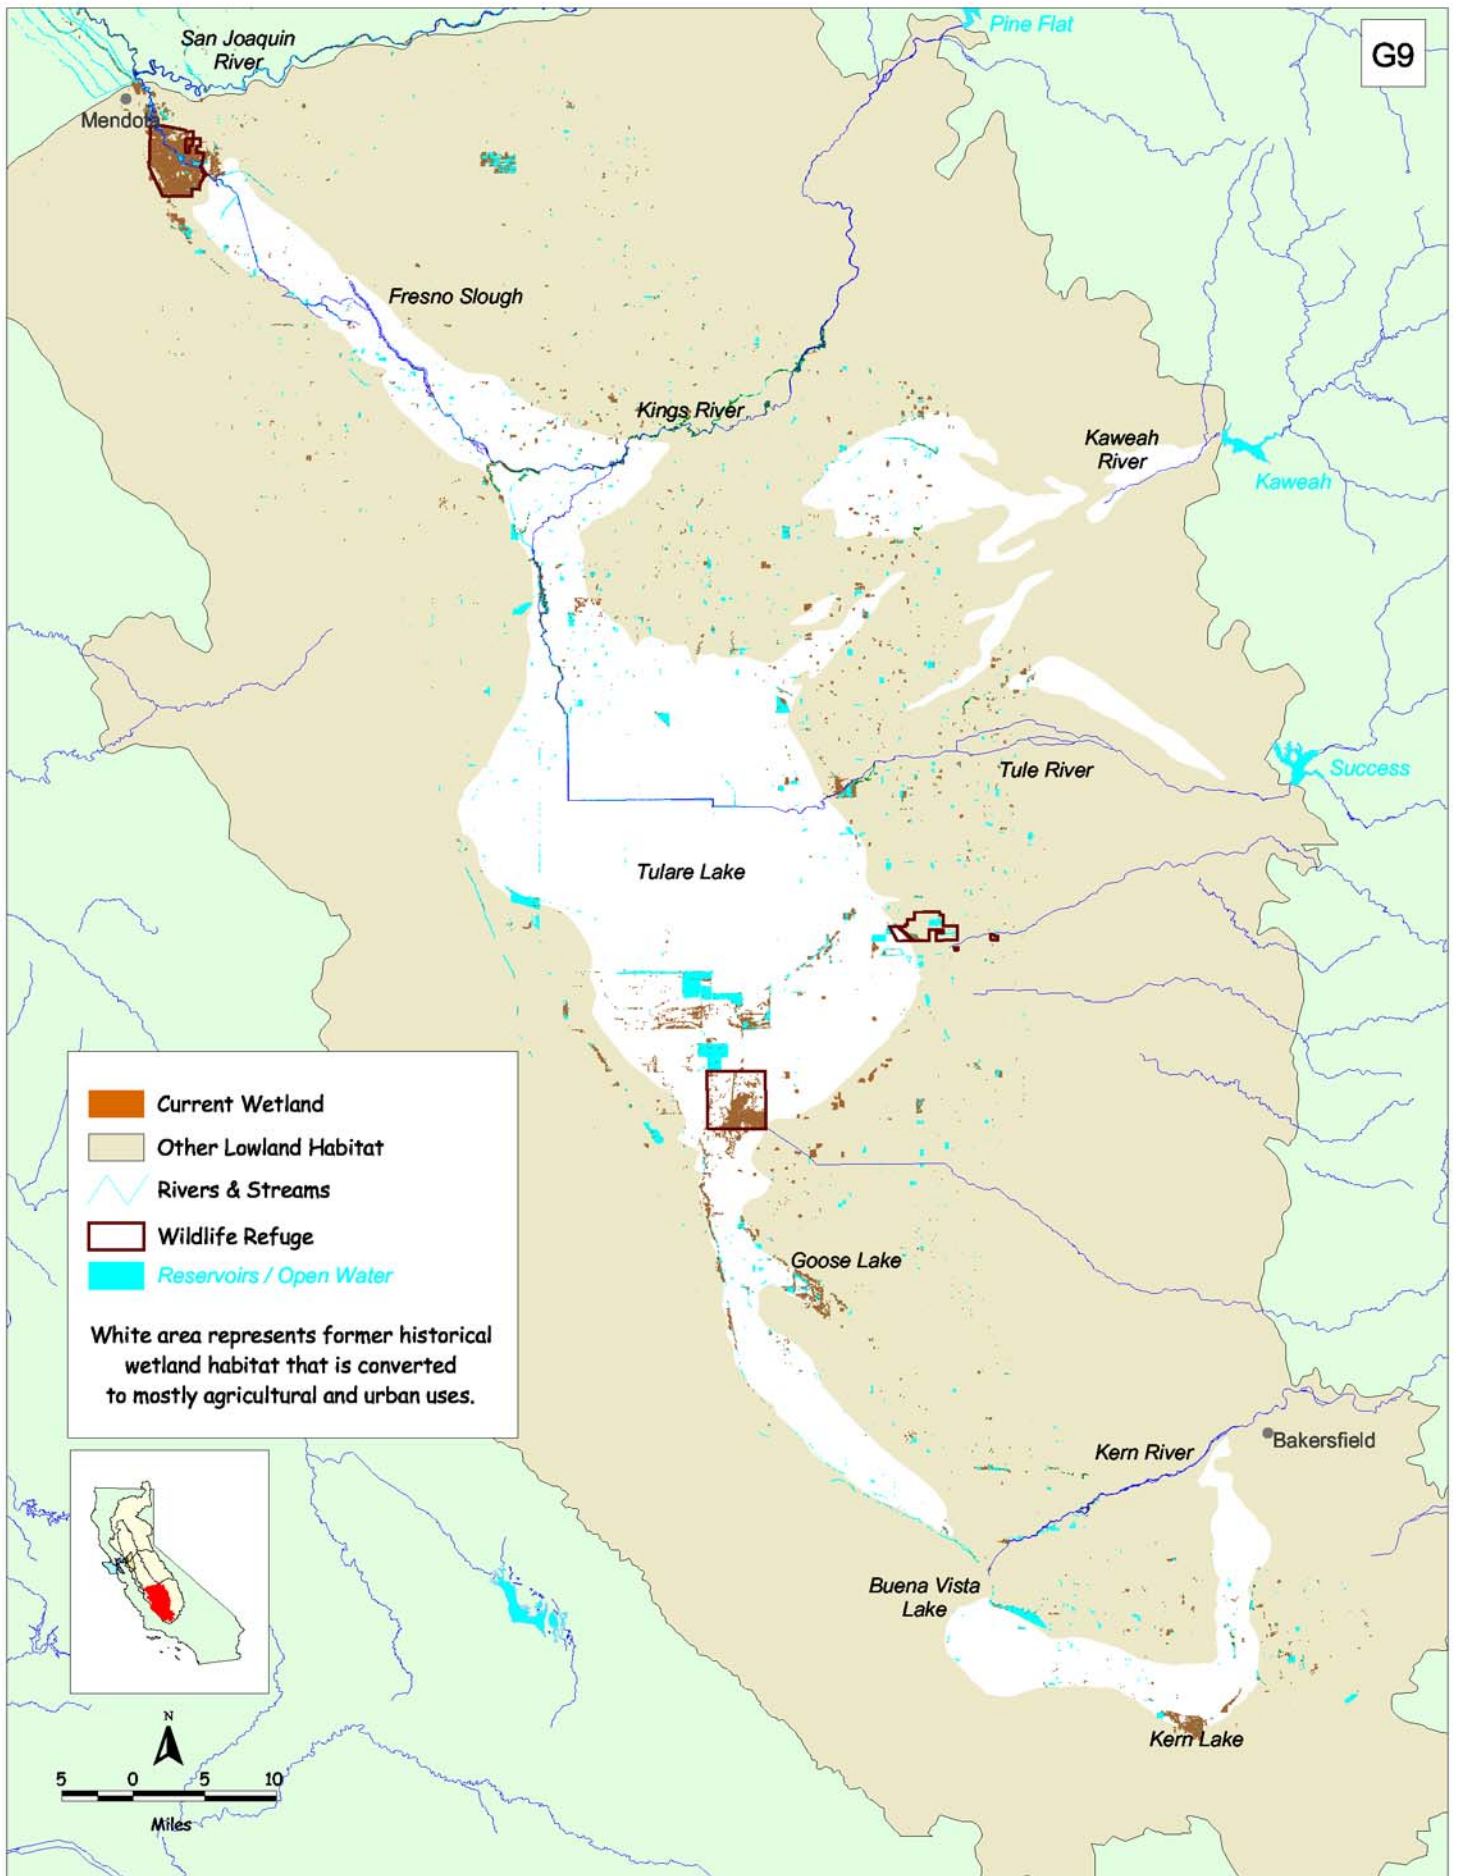 San Joaquin
River
Pine Flat
G9
Mendota
Fresno Slough
Kings River
Kaweah
River
Kaweah
Tule River
Success
Tulare Lake
Current Wetland
Other Lowland Habitat
Rivers & Streams
Wildlife Refuge
Reservoirs / Open Water
White area represents former historical
wetland habitat that is converted
to mostly agricultural and urban uses.
Goose Lake
Kern River
Bakersfield
Buena Vista
Lake
Kern Lake
N
5 0 5 10
Miles